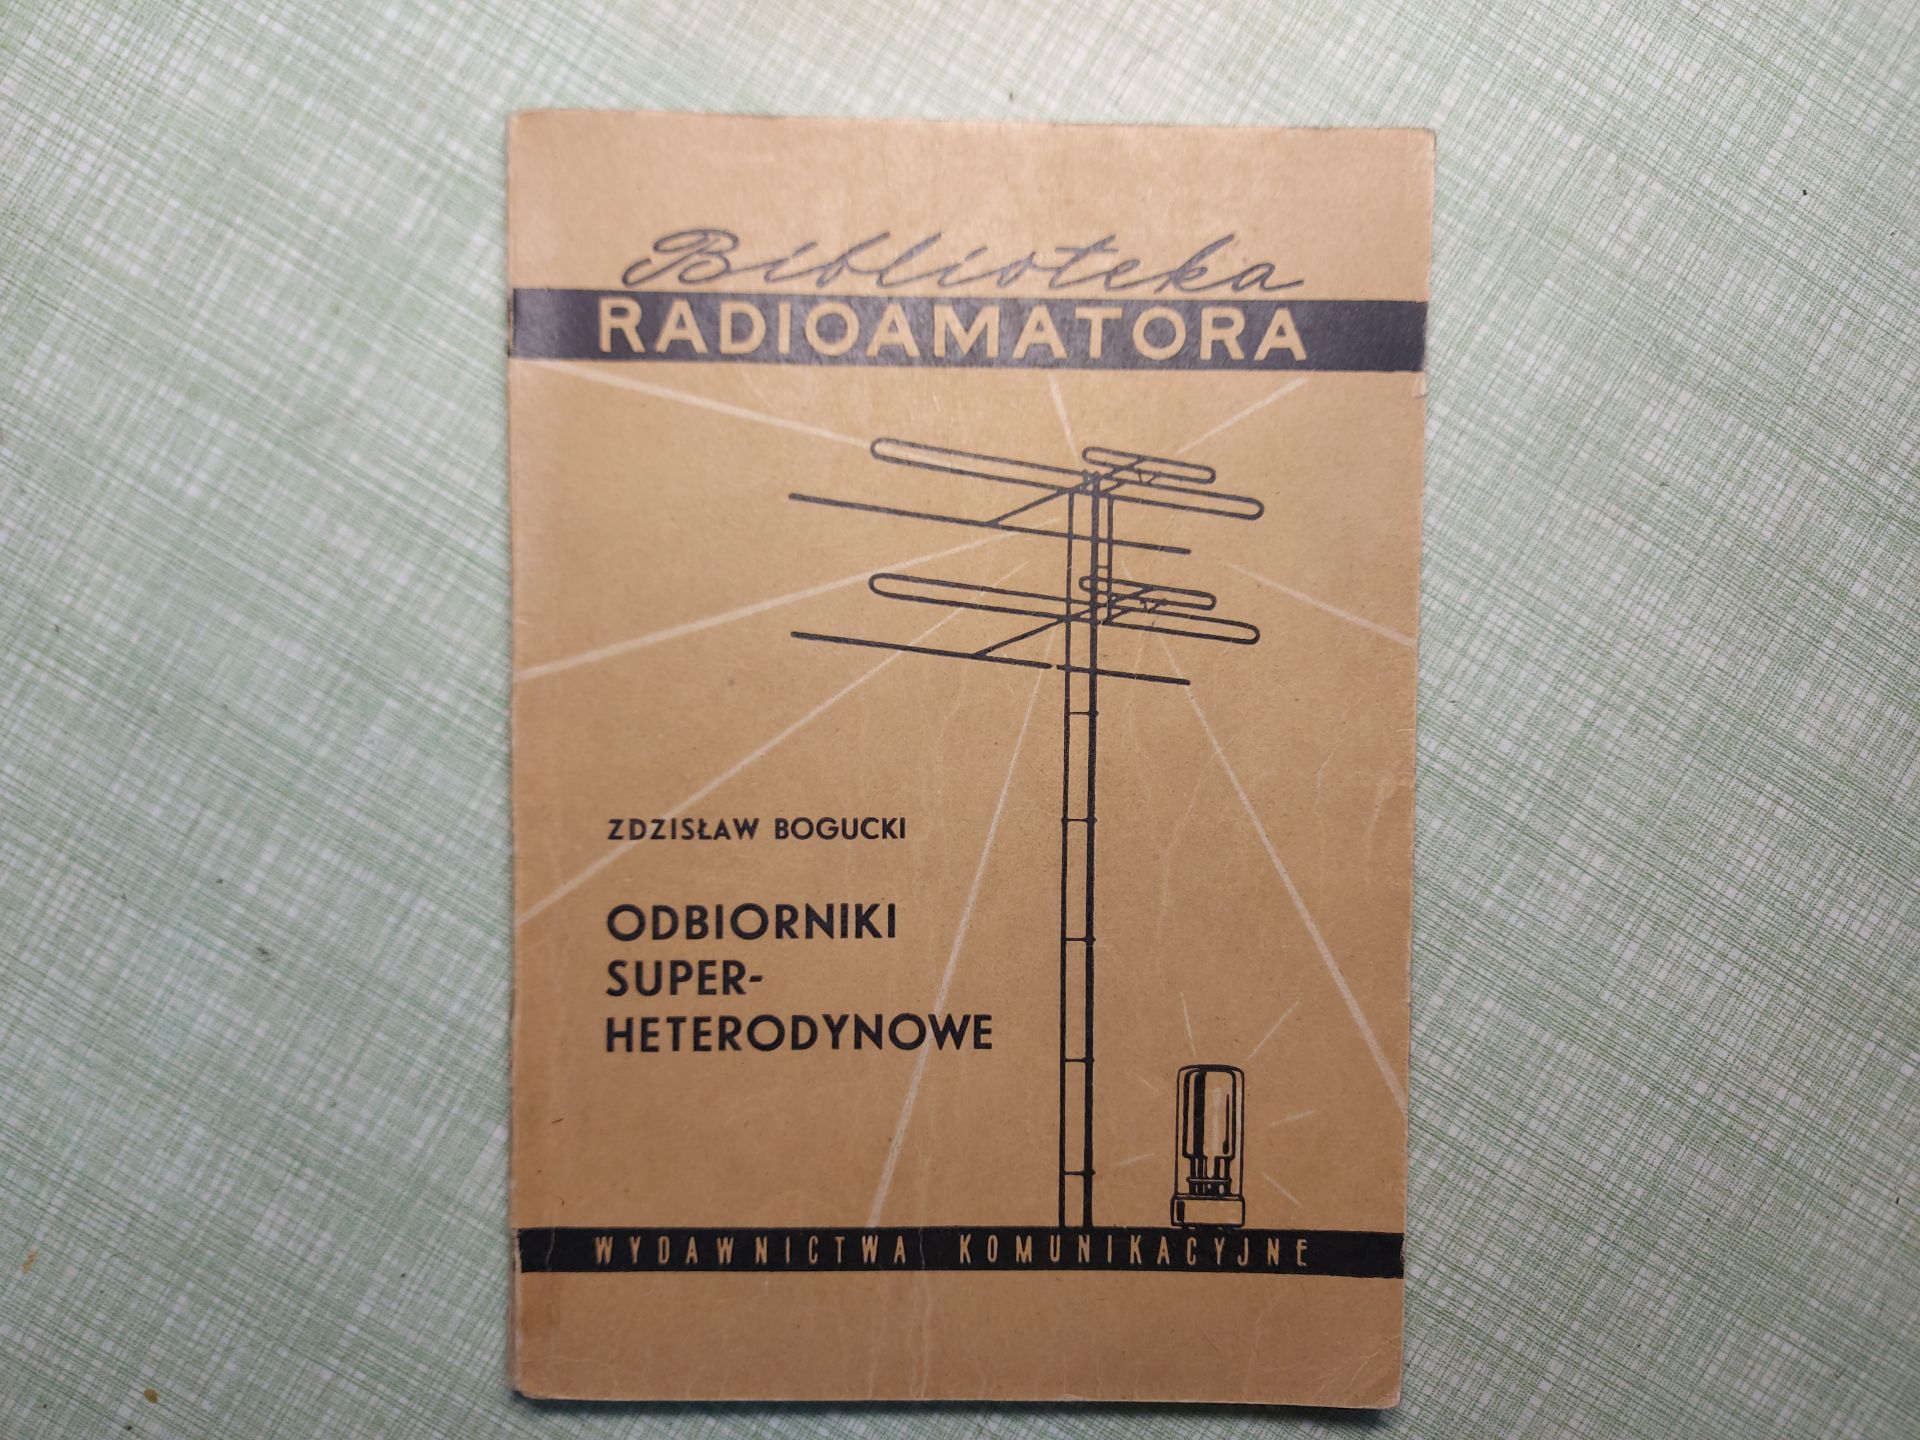 Biblioteka
RADIOAMATORA
ZDZISŁAW BOGUCKI
ODBIORNIKI
SUPER-
HETERODYNOWE
WYDAWNICTWA KOMUNIKACYJNE